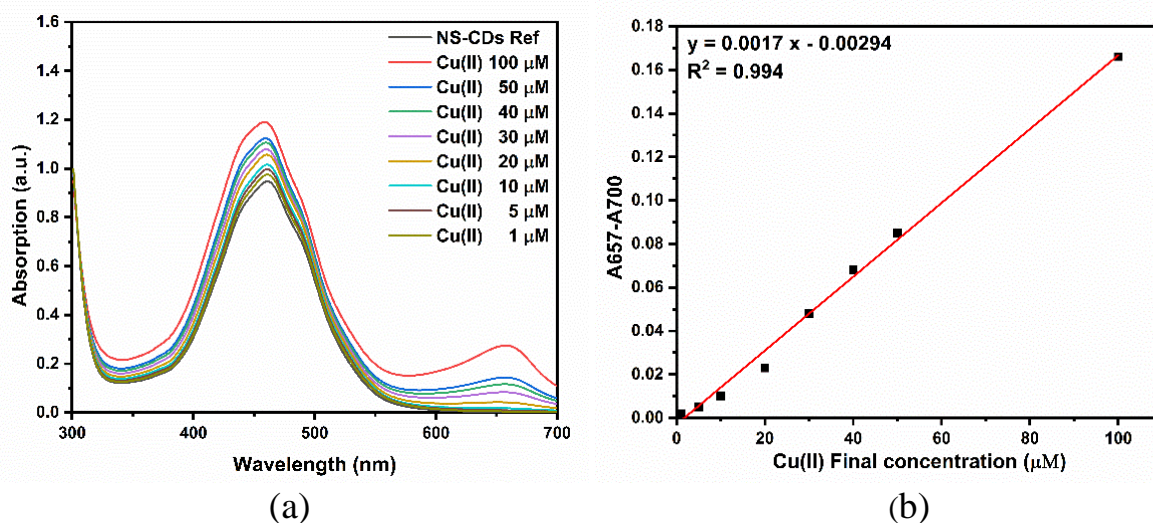 1.6
1.4
1.2
1.0
0.8
0.6
0.4
0.2
0.0
Absorption (a.u.)
300
400
500
600
700
Wavelength (nm)
NS-CDs Ref
Cu(II) 100 μM
Cu(II) 50 μM
Cu(II) 40 μM
Cu(II) 30 μM
Cu(II) 20 μM
Cu(II) 10 μM
Cu(II) 5 μM
Cu(II) 1 μM
(a)
0.18
0.16
0.14
0.12
0.10
0.08
0.06
0.04
0.02
0.00
A657-A700
y = 0.0017 x - 0.00294
R² = 0.994
0
20
40
60
80
100
Cu(II) Final concentration (μM)
(b)